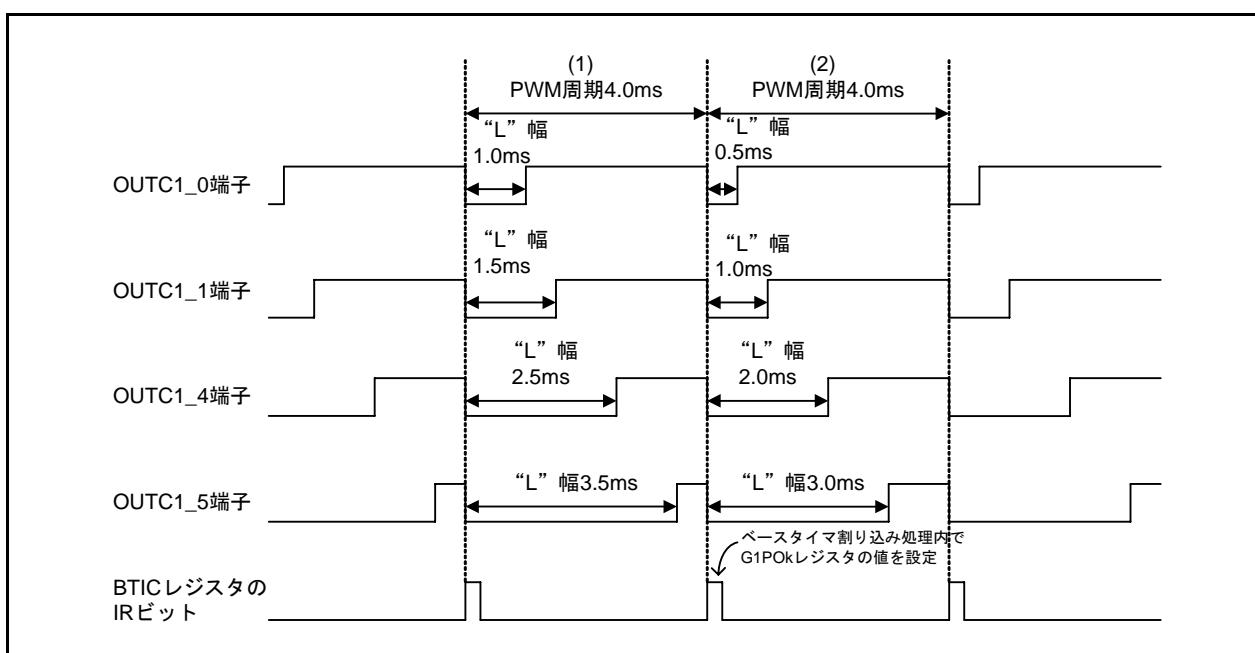 (1)
PWM周期4.0ms
(2)
PWM周期4.0ms
“L”幅
1.0ms
“L”幅
0.5ms
OUTC1_0端子
“L”幅
1.5ms
“L”幅
1.0ms
OUTC1_1端子
“L”幅
2.5ms
“L”幅
2.0ms
OUTC1_4端子
“L”幅3.5ms
“L”幅3.0ms
OUTC1_5端子
ベースタイマ割り込み処理内で
G1POkレジスタの値を設定
BTICレジスタの
IRビット